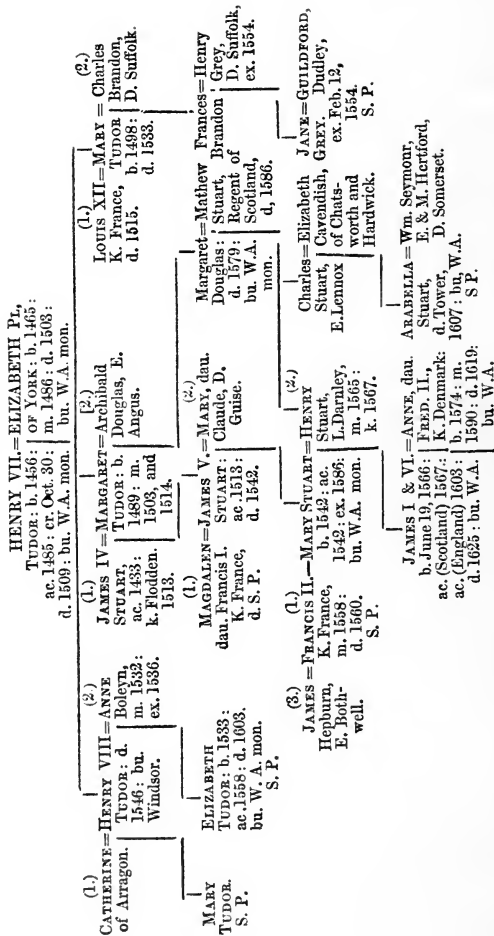 HENRY VII.=ELIZABETH Pl,
TUDOR: b. 1456: OF YORK: b. 1465:
ac. 1485: cr. Oct. 30: m. 1486: d. 1503:
d. 1509: bu. W.A. mon. bu. W.A. mon.
(1.)
CATHERINE=HENRY VIII=ANNE
of Arragon.
TUDOR: d.
1546: bu.
Windsor.
(2.)
Boleyn,
m. 1532:
ex. 1536.
(1.)
JAMES IV=MARGARET=Archibald
STUART,
ac. 1433:
k. Flodden.
1513.
TUDOR: b.
1489: m.
1503, and
1514.
[2.)
Douglas, E.
Angus.
(1.)
LOUIS XII=MARY = Charles
K. France,
d. 1515.
TUDOR
b. 1498:
d. 1533.
(2.)
Brandon,
D. Suffolk.
MARY
TUDOR.
S. P.
ELIZABETH
TUDOR: b. 1533:
ac. 1558: d. 1603.
bu. W. A. mon.
S. P.
(1.)
MAGDALEN=JAMES V.=MARY, dau.
dau. Francis I.
K. France,
d. S. P.
STUART:
ac. 1513:
d. 1542.
(2.)
Claude, D.
Guise.
Margaret=Mathew
Douglas:
d. 1579:
bu. W.A.
mon.
Stuart,
Regent of
Scotland,
d, 1586.
Frances=Henry
Brandon
Grey,
D. Suffolk,
ex. 1554.
(3.)
JAMES =FRANCIS II.—MARY STUART=HENRY
Hepburn,
E. Both-
well.
(1.)
K. France,
m. 1558:
d. 1560.
S. P.
b. 1542: ac.
1542: ex. 1586:
bu. W.A. mon.
(2.)
Stuart,
L. Darnley,
m. 1565:
k. 1567.
Charles=Elizabeth
Stuart,
E. Lennox
Cavendish,
of Chats-
worth and
Hardwick.
JANE=GUILDFORD,
GREY. Dudley,
ex. Feb. 12,
1554.
S. P.
JAMES I & VI.=ANNE, dau.
b. June 19, 1566: FRED. II.,
ac. (Scotland) 1567: K. Denmark:
ac. (England) 1603: b. 1574: m.
d. 1625: bu. W.A. 1590: d. 1619:
bu. W.A.
ARABELLA=Wm. Seymour,
Stuart, E. & M. Hertford,
d. Tower, D. Somerset.
1607: bu, W.A.
S P.